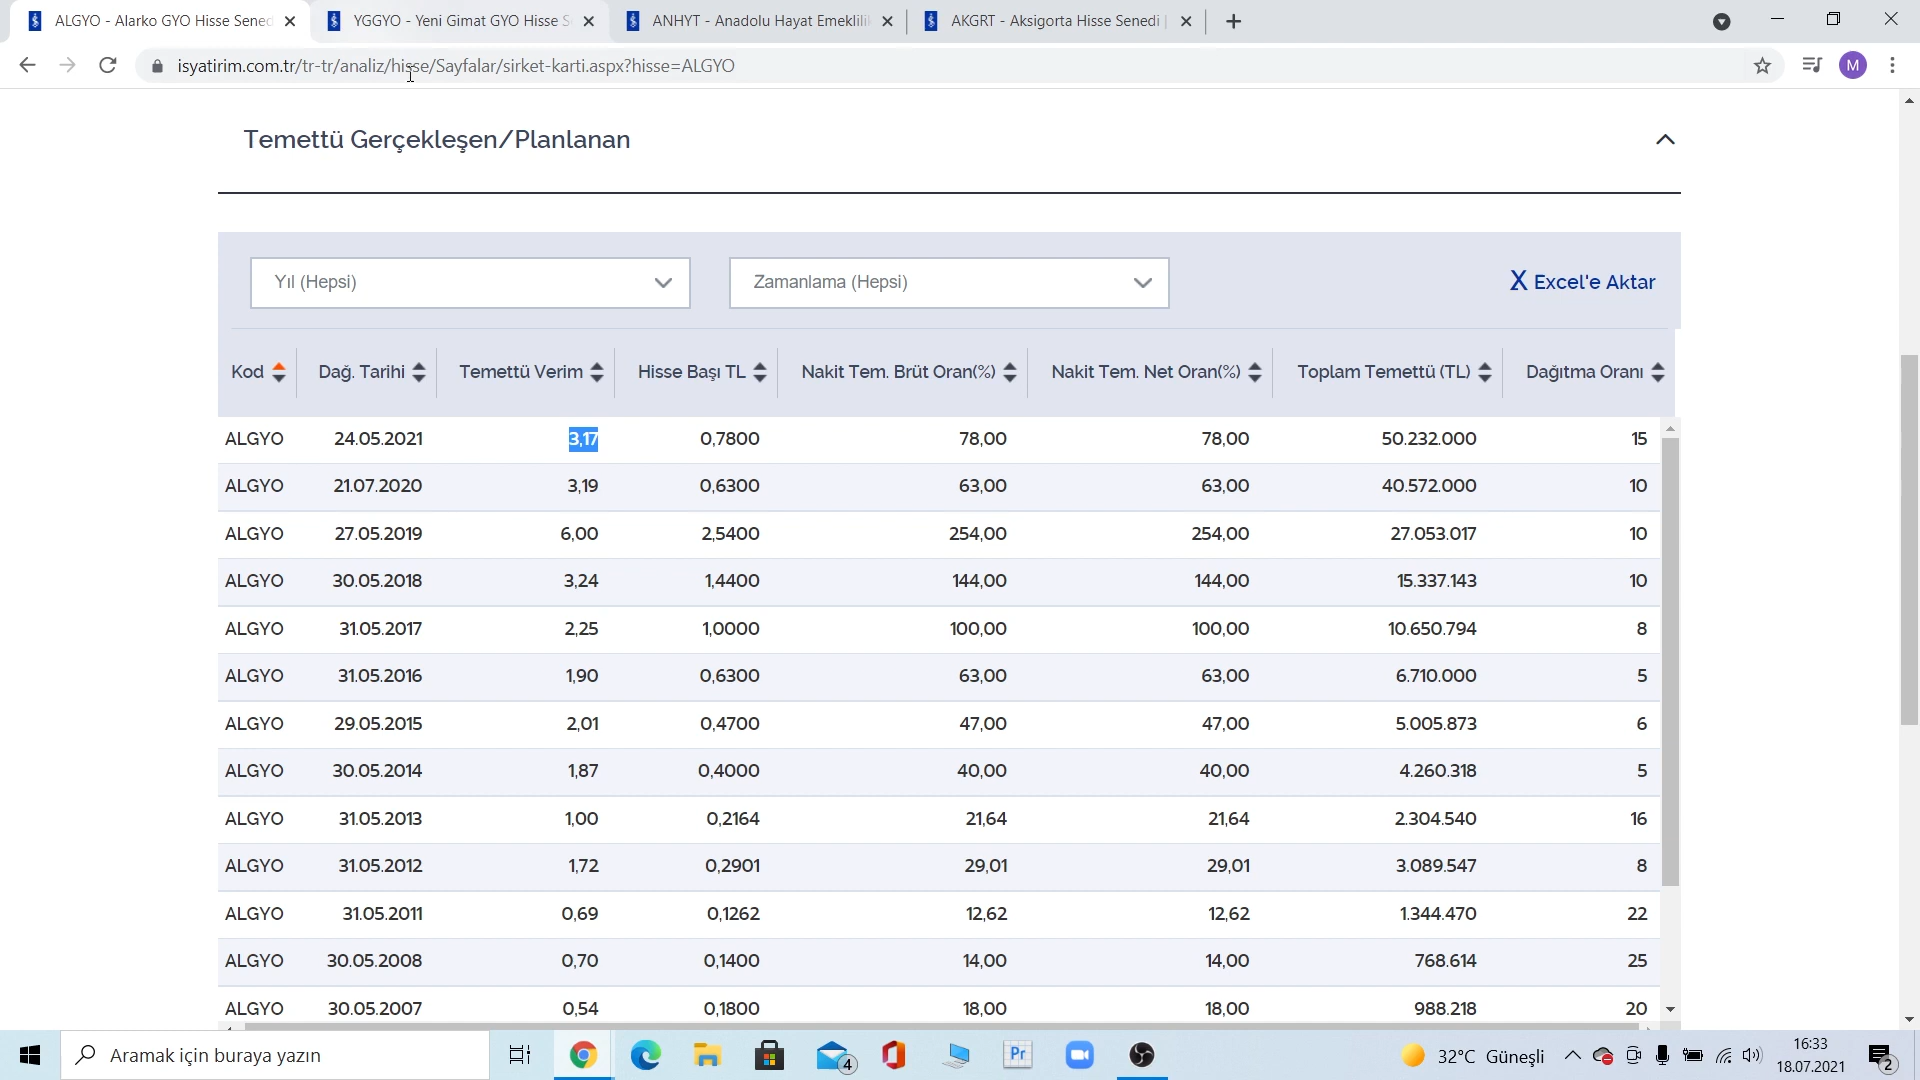 ALGYO - Alarko GYO Hisse Sened
YGGYO - Yeni Gimat GYO Hisse S
ANHYT - Anadolu Hayat Emeklilik
AKGRT - Aksigorta Hisse Senedi |
isyatirim.com.tr/tr-tr/analiz/hisse/Sayfalar/sirket-karti.aspx?hisse=ALGYO
M
Temettü Gerçekleşen/Planlanan
Yıl (Hepsi)
Zamanlama (Hepsi)
X Excel'e Aktar
Kod Dağ. Tarihi Temettü Verim Hisse Başı TL Nakit Tem. Brüt Oran(%) Nakit Tem. Net Oran(%) Toplam Temettü (TL) Dağıtma Oranı
ALGYO 24.05.2021 3,17 0,7800 78,00 78,00 50.232.000 15
ALGYO 21.07.2020 3,19 0,6300 63,00 63,00 40.572.000 10
ALGYO 27.05.2019 6,00 2,5400 254,00 254,00 27.053.017 10
ALGYO 30.05.2018 3,24 1,4400 144,00 144,00 15.337.143 10
ALGYO 31.05.2017 2,25 1,0000 100,00 100,00 10.650.794 8
ALGYO 31.05.2016 1,90 0,6300 63,00 63,00 6.710.000 5
ALGYO 29.05.2015 2,01 0,4700 47,00 47,00 5.005.873 6
ALGYO 30.05.2014 1,87 0,4000 40,00 40,00 4.260.318 5
ALGYO 31.05.2013 1,00 0,2164 21,64 21,64 2.304.540 16
ALGYO 31.05.2012 1,72 0,2901 29,01 29,01 3.089.547 8
ALGYO 31.05.2011 0,69 0,1262 12,62 12,62 1.344.470 22
ALGYO 30.05.2008 0,70 0,1400 14,00 14,00 768.614 25
ALGYO 30.05.2007 0,54 0,1800 18,00 18,00 988.218 20
Aramak için buraya yazın
4
Pr
32°C Güneşli
16:33
18.07.2021
2